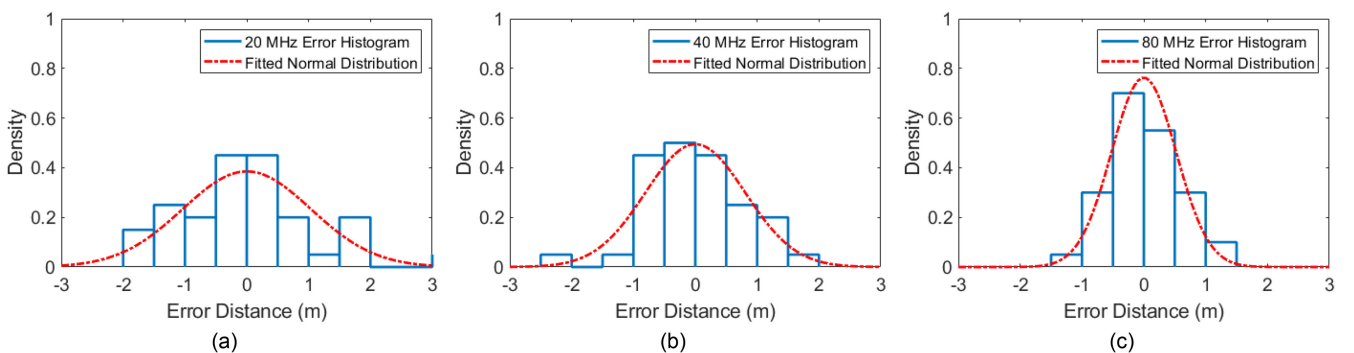 1
0.8
0.6
0.4
0.2
0
Density
-3 -2 -1 0 1 2 3
Error Distance (m)
20 MHz Error Histogram
Fitted Normal Distribution
(a)
1
0.8
0.6
0.4
0.2
0
Density
-3 -2 -1 0 1 2 3
Error Distance (m)
40 MHz Error Histogram
Fitted Normal Distribution
(b)
1
0.8
0.6
0.4
0.2
0
Density
-3 -2 -1 0 1 2 3
Error Distance (m)
80 MHz Error Histogram
Fitted Normal Distribution
(c)